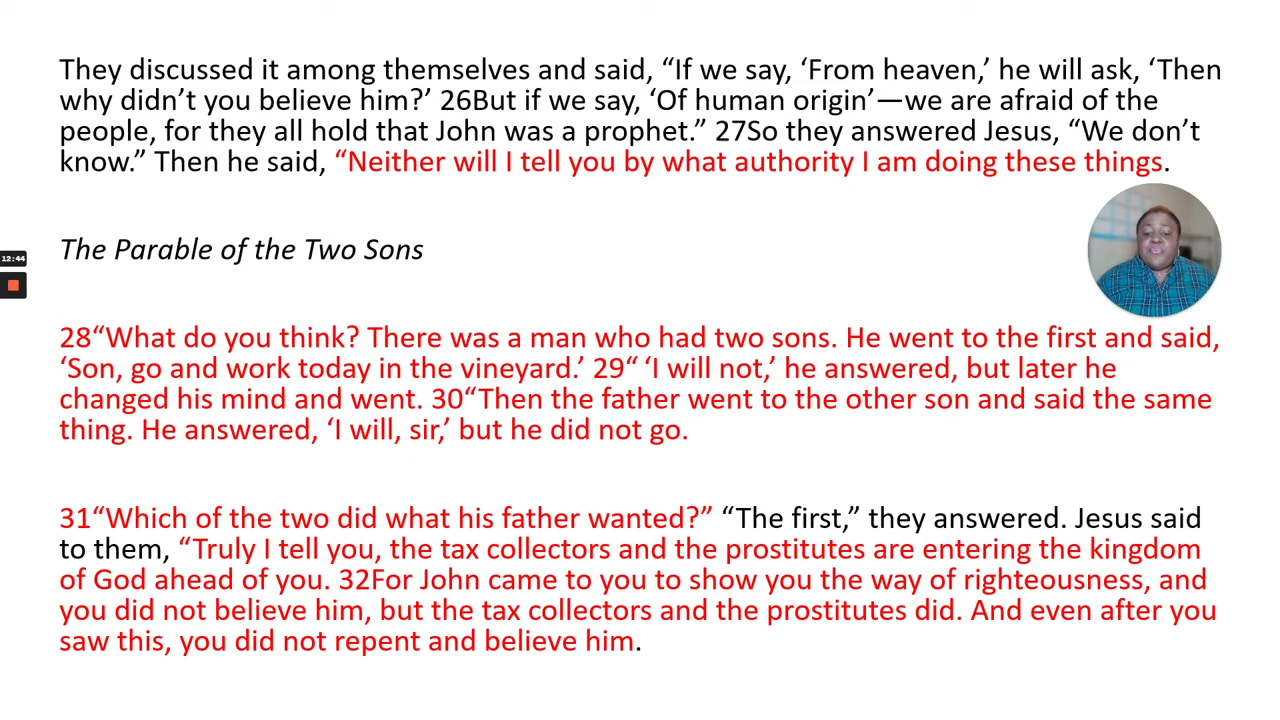 They discussed it among themselves and said, “If we say, ‘From heaven,’ he will ask, ‘Then
why didn’t you believe him?’ 26But if we say, ‘Of human origin’—we are afraid of the
people, for they all hold that John was a prophet.” 27So they answered Jesus, “We don’t
know.” Then he said, “Neither will I tell you by what authority I am doing these things.
The Parable of the Two Sons
12:44
28“What do you think? There was a man who had two sons. He went to the first and said,
‘Son, go and work today in the vineyard.’ 29“ ‘I will not,’ he answered, but later he
changed his mind and went. 30“Then the father went to the other son and said the same
thing. He answered, ‘I will, sir,’ but he did not go.
31“Which of the two did what his father wanted?” “The first,” they answered. Jesus said
to them, “Truly I tell you, the tax collectors and the prostitutes are entering the kingdom
of God ahead of you. 32For John came to you to show you the way of righteousness, and
you did not believe him, but the tax collectors and the prostitutes did. And even after you
saw this, you did not repent and believe him.